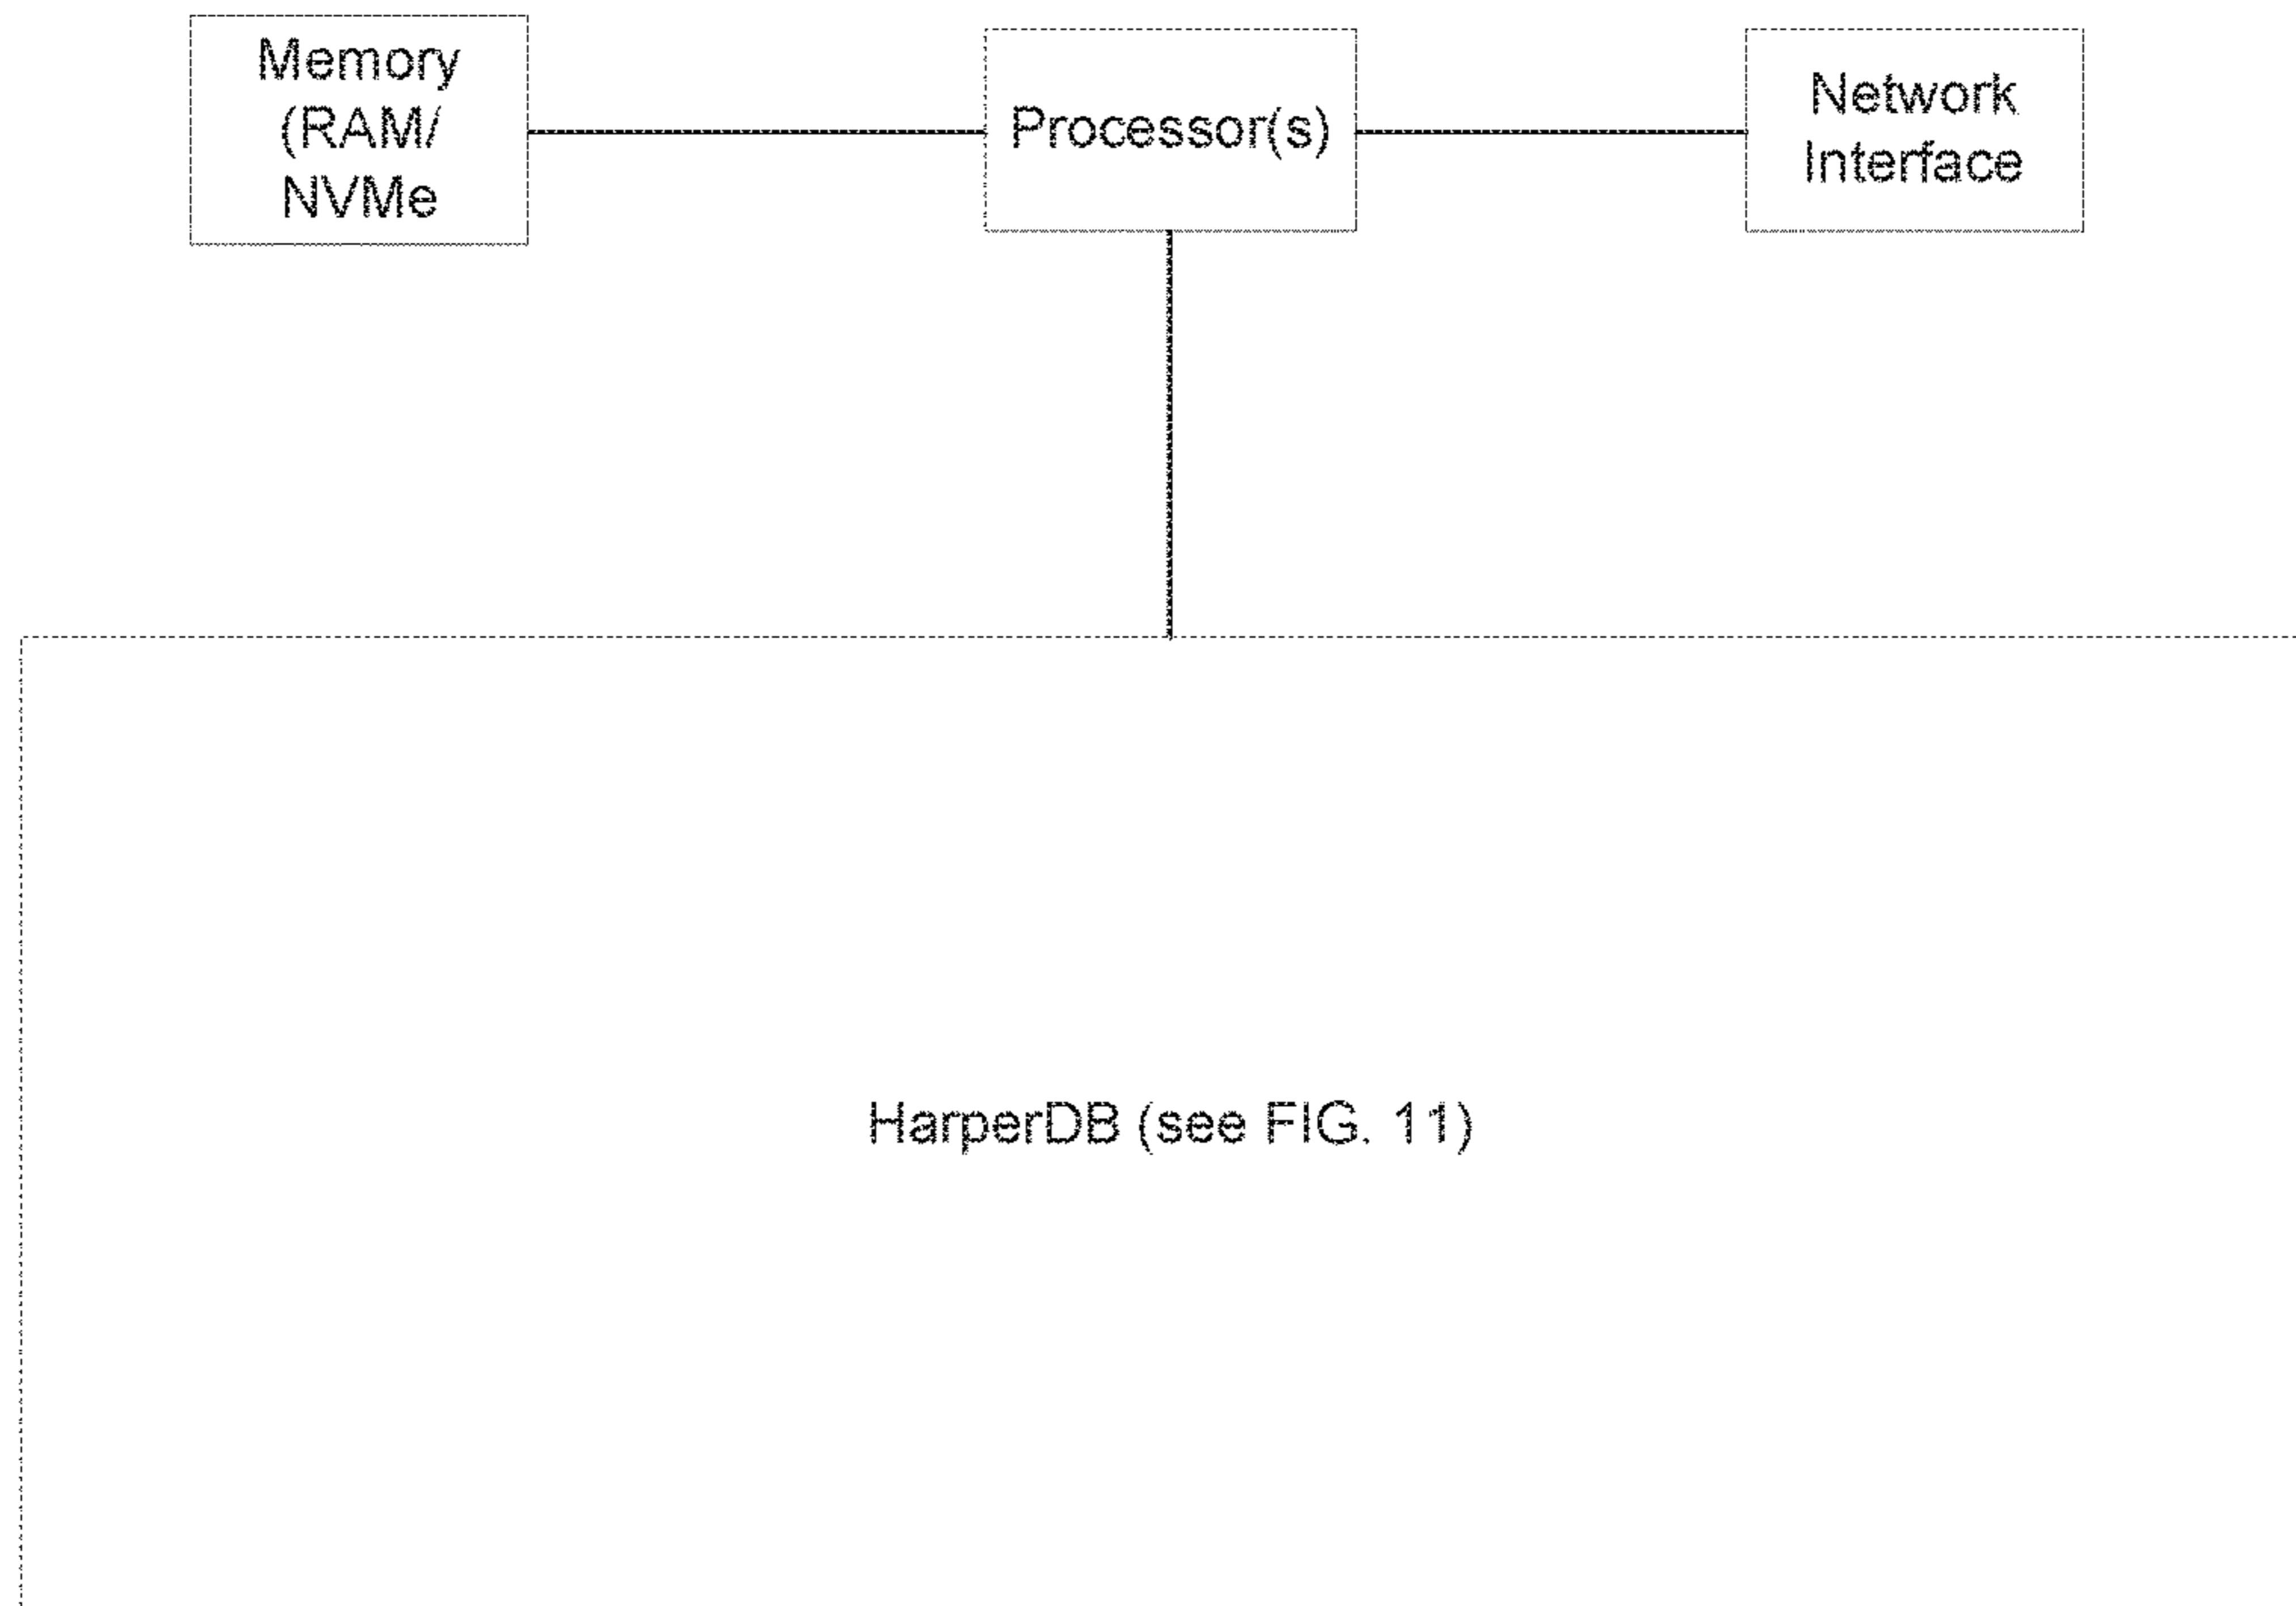 Memory
(RAM/
NVMe
Processor(s)
Network
Interface
HarperDB (see FIG. 11)